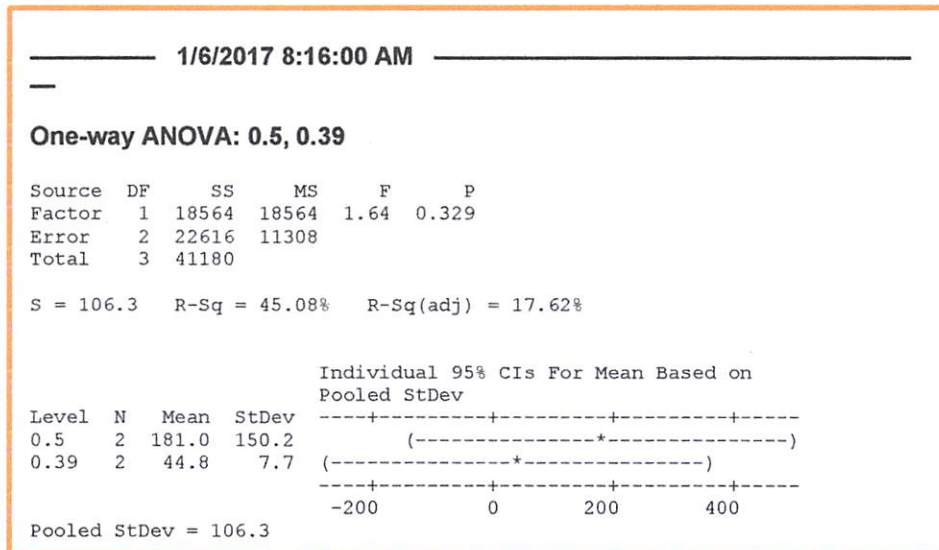 1/6/2017 8:16:00 AM
One-way ANOVA: 0.5, 0.39
Source  DF     SS     MS     F      P
Factor   1  18564  18564  1.64  0.329
Error    2  22616  11308
Total    3  41180
S = 106.3   R-Sq = 45.08%   R-Sq(adj) = 17.62%
Individual 95% CIs For Mean Based on
Pooled StDev
Level  N   Mean  StDev  ----+---------+---------+---------+-----
0.5    2  181.0  150.2         (---------------*---------------)
0.39   2   44.8    7.7  (---------------*---------------)
----+---------+---------+---------+-----
-200         0       200       400
Pooled StDev = 106.3